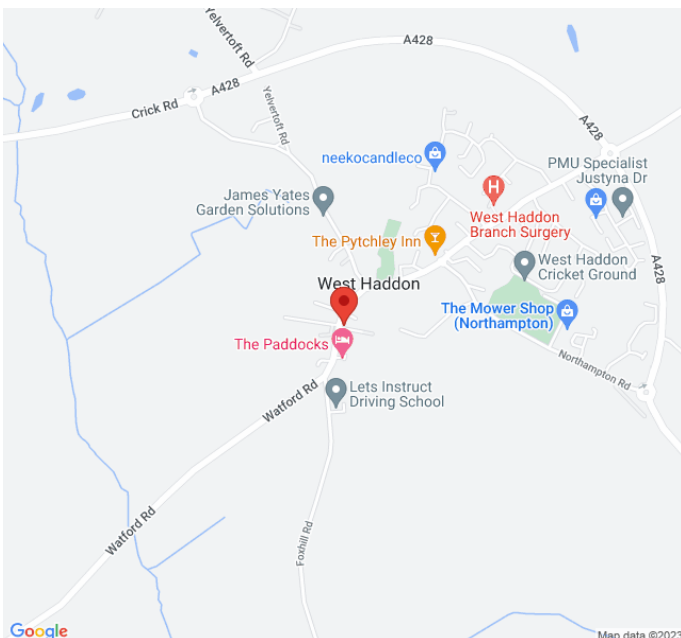 Yelvertoft Rd
A428
Crick Rd
A428
Yelvertoft Rd
A428
neekocandleco
PMU Specialist
Justyna Dr
James Yates
Garden Solutions
H
West Haddon
Branch Surgery
The Pytchley Inn
West Haddon
Cricket Ground
A428
West Haddon
The Mower Shop
(Northampton)
The Paddocks
Northampton Rd
Lets Instruct
Driving School
Watford Rd
Watford Rd
Foxhill Rd
Google
Map data ©2023